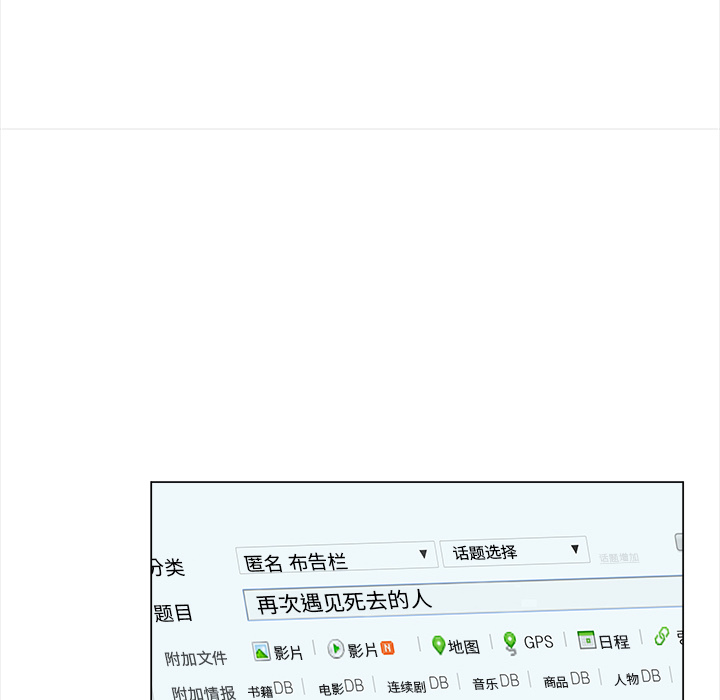 分类 匿名 布告栏 ▼ 话题选择 ▼ 话题增加
题目 再次遇见死去的人
附加文件 影片 | 影片 N | 地图 | GPS | 日程 |
附加情报 书籍DB | 电影DB | 连续剧DB | 音乐DB | 商品DB | 人物DB |